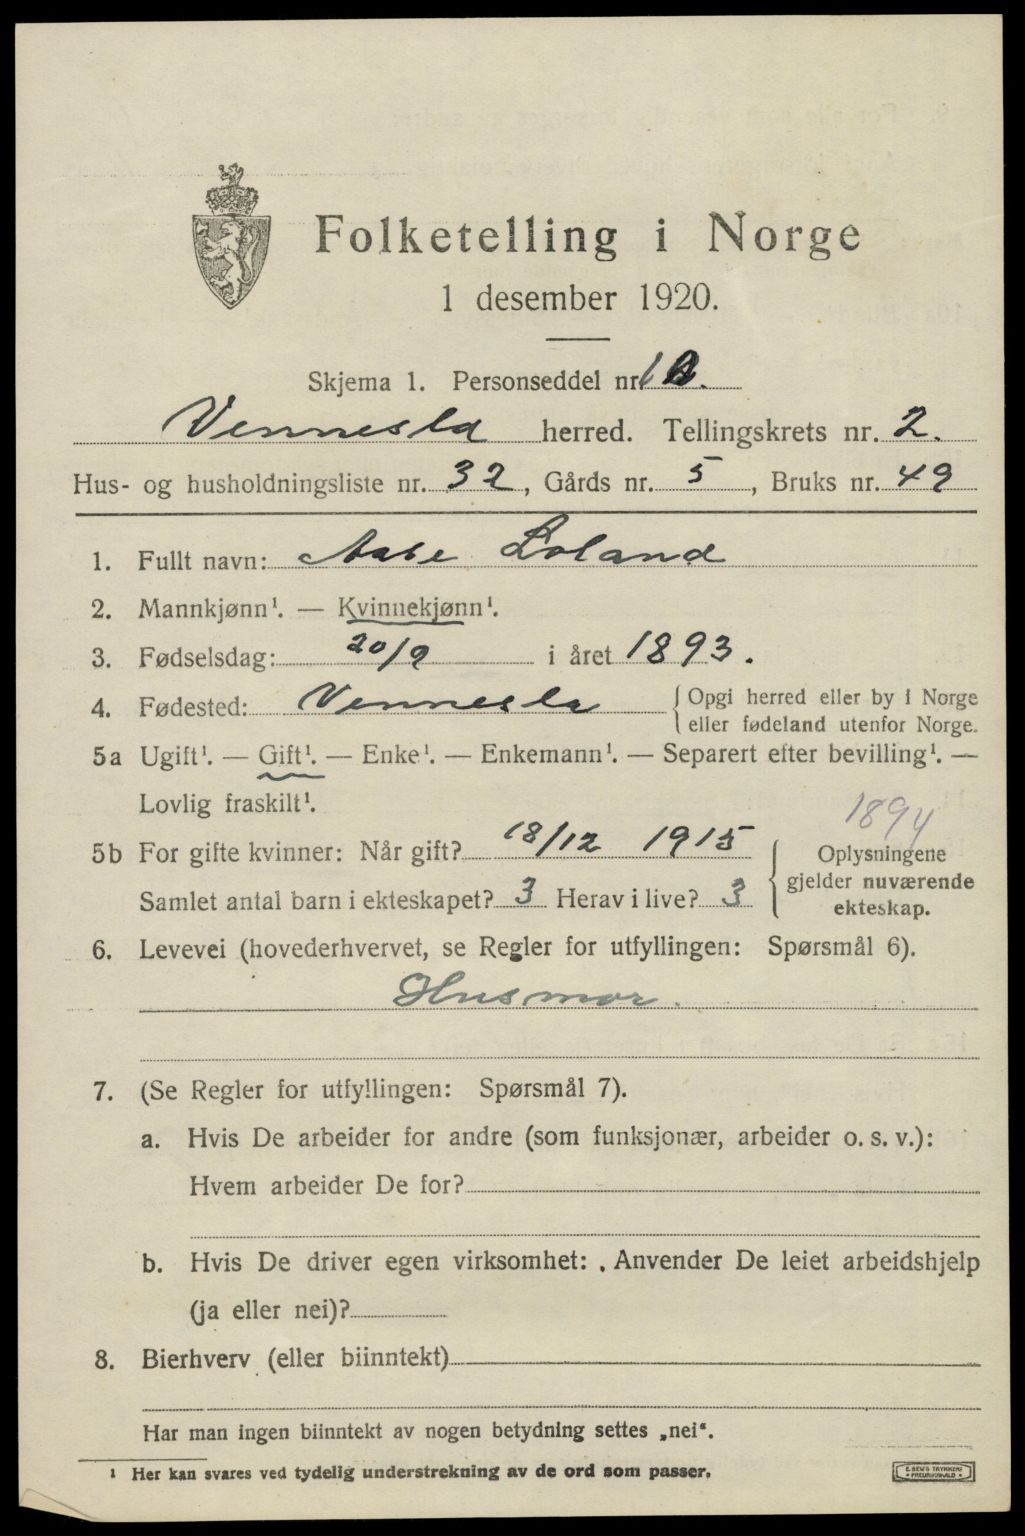 Folketelling i Norge
1 desember 1920.
Skjema 1. Personseddel nr.
Vennesla herred. Tellingskrets nr. 2.
Hus- og husholdningsliste nr. 32, Gårds nr. 5, Bruks nr. 49
1. Fullt navn: Loland
2. Mannkjønn¹. — Kvinnekjønn¹.
3. Fødselsdag: 20/9 i året 1893.
4. Fødested: Vennesla { Opgi herred eller by i Norge
eller fødeland utenfor Norge.
5a Ugift¹. — Gift¹. — Enke¹. — Enkemann¹. — Separert efter bevilling¹. —
Lovlig fraskilt¹.
1894
5b For gifte kvinner: Når gift? 18/12 1915 { Oplysningene
gjelder nuværende
Samlet antal barn i ekteskapet? 3 Herav i live? 3 ekteskap.
6. Levevei (hovederhvervet, se Regler for utfyllingen: Spørsmål 6).
Husmor.
7. (Se Regler for utfyllingen: Spørsmål 7).
a. Hvis De arbeider for andre (som funksjonær, arbeider o. s. v.):
Hvem arbeider De for?
b. Hvis De driver egen virksomhet: Anvender De leiet arbeidshjelp
(ja eller nei)?
8. Bierhverv (eller biinntekt)
Har man ingen biinntekt av nogen betydning settes „nei“.
¹ Her kan svares ved tydelig understrekning av de ord som passer.